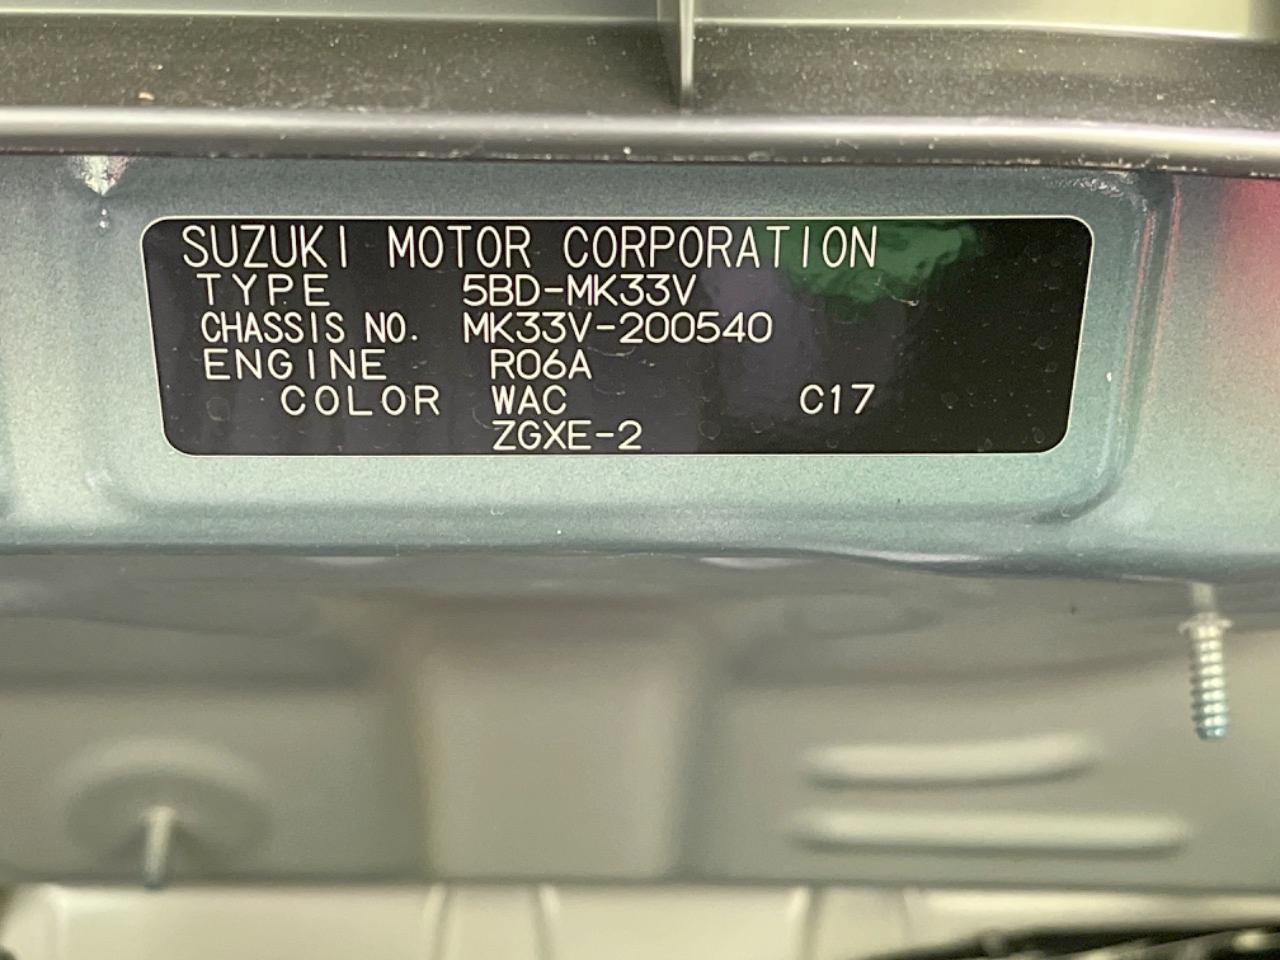 SUZUKI MOTOR CORPORATION
TYPE 5BD-MK33V
CHASSIS NO. MK33V-200540
ENGINE R06A
COLOR WAC C17
ZGXE-2